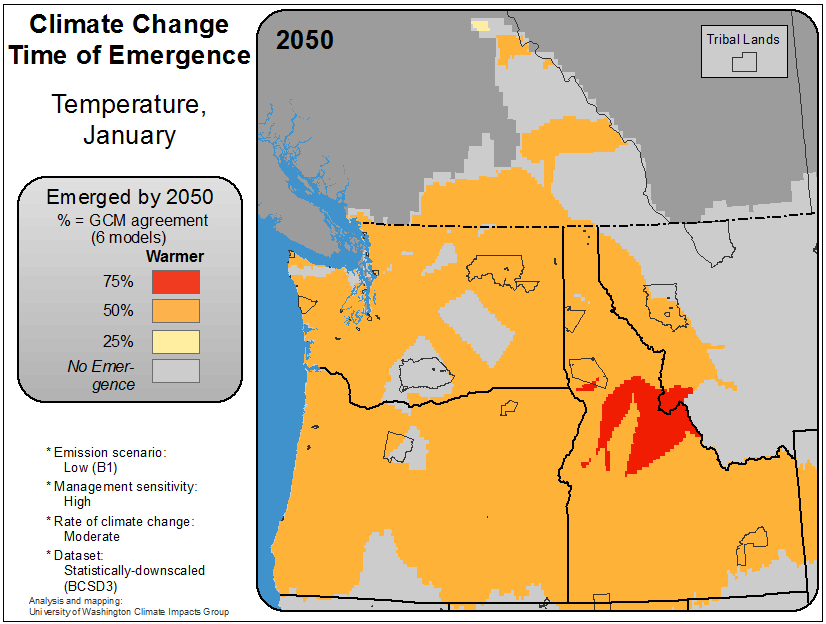 Climate Change
Time of Emergence
Temperature,
January
Emerged by 2050
% = GCM agreement
(6 models)
Warmer
75%
50%
25%
No Emer-
gence
* Emission scenario:
Low (B1)
* Management sensitivity:
High
* Rate of climate change:
Moderate
* Dataset:
Statistically-downscaled
(BCSD3)
Analysis and mapping:
University of Washington Climate Impacts Group
2050
Tribal Lands